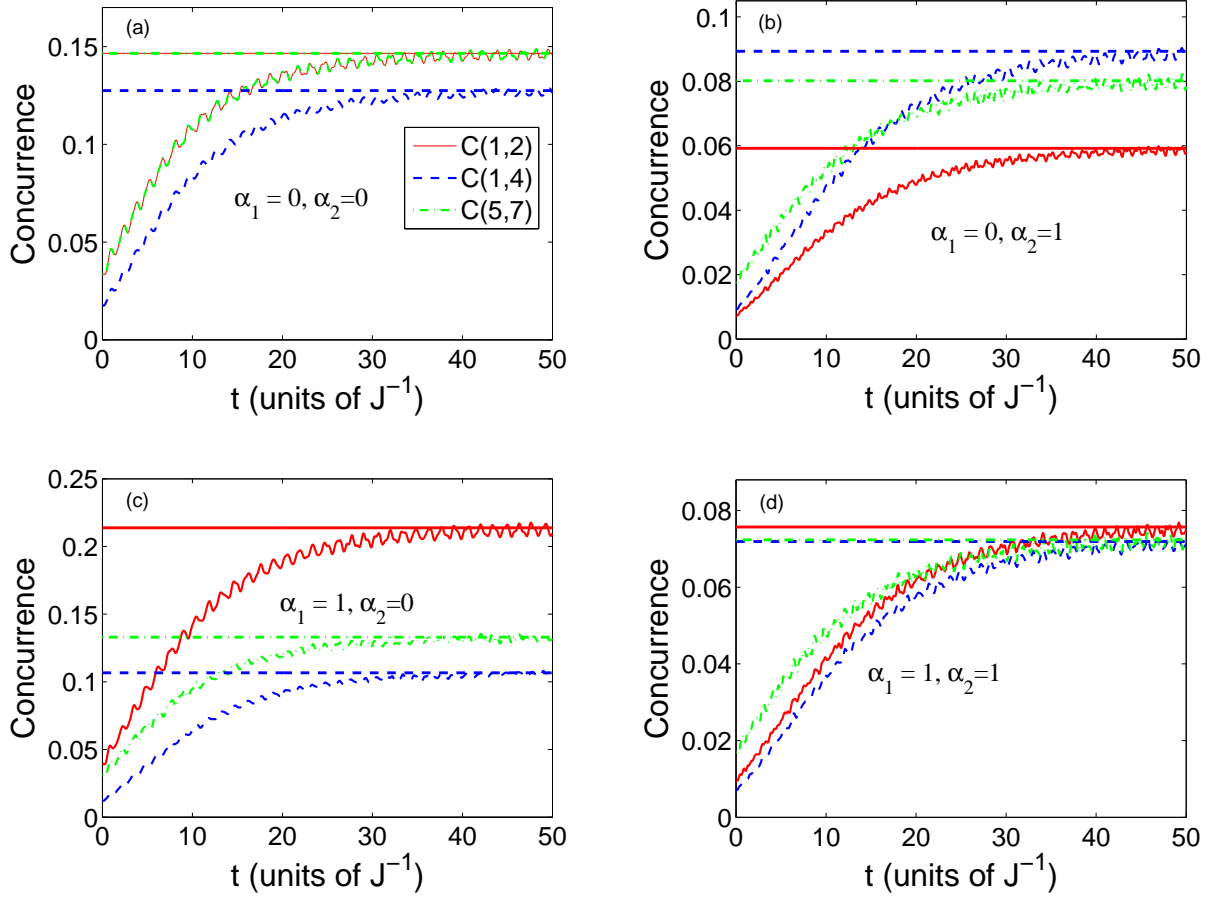 (a)
Concurrence
0.15
0.1
0.05
0
C(1,2)
C(1,4)
C(5,7)
α₁ = 0, α₂=0
0 10 20 30 40 50
t (units of J⁻¹)
(b)
Concurrence
0.1
0.08
0.06
0.04
0.02
0
α₁ = 0, α₂=1
0 10 20 30 40 50
t (units of J⁻¹)
(c)
Concurrence
0.25
0.2
0.15
0.1
0.05
0
α₁ = 1, α₂=0
0 10 20 30 40 50
t (units of J⁻¹)
(d)
Concurrence
0.08
0.06
0.04
0.02
0
α₁ = 1, α₂=1
0 10 20 30 40 50
t (units of J⁻¹)